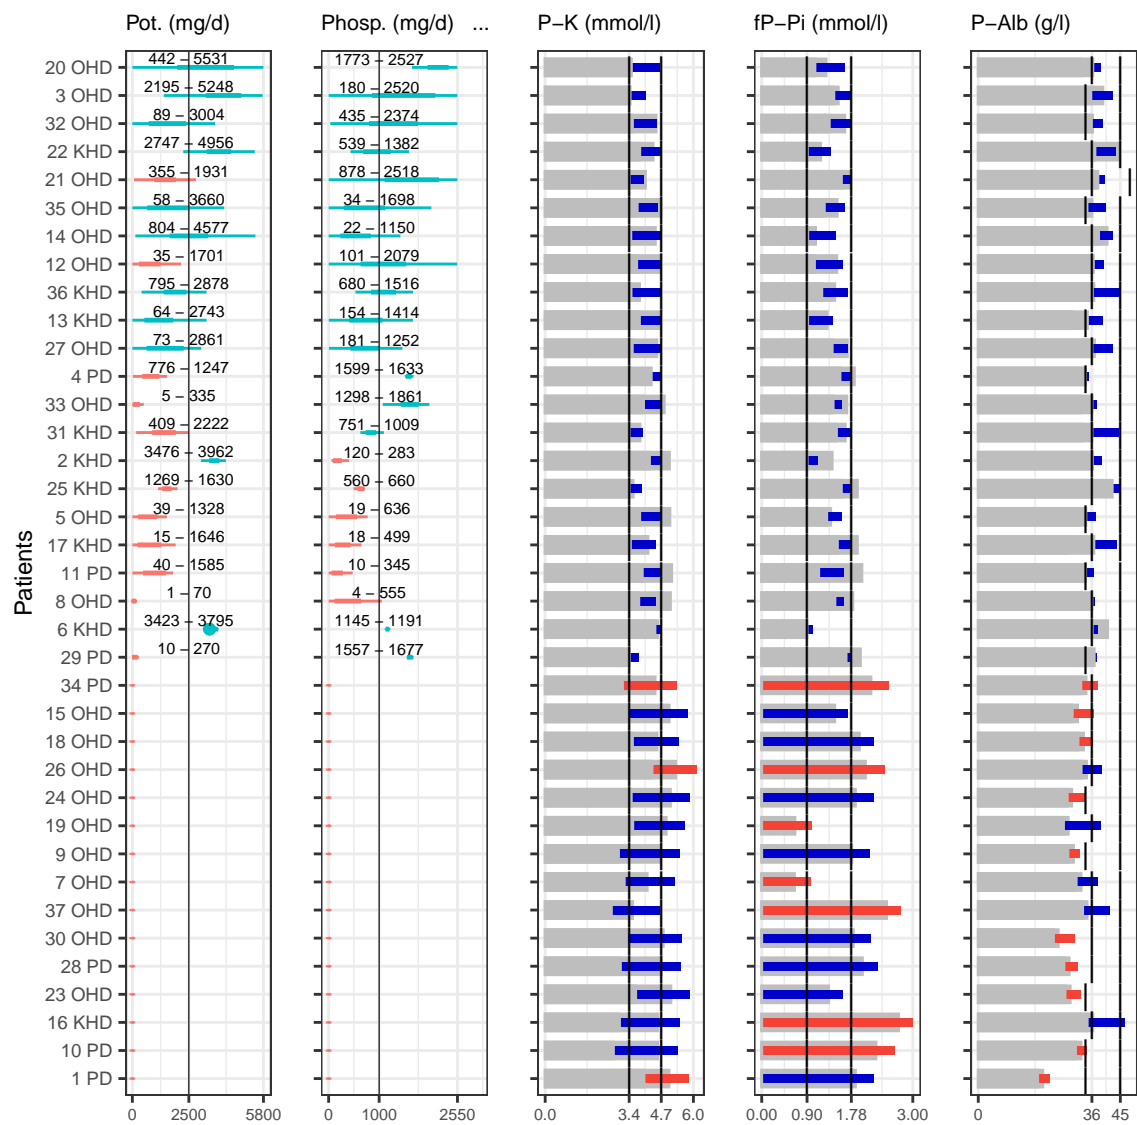 Pot. (mg/d) Phosp. (mg/d) ... P−K (mmol/l) fP−Pi (mmol/l) P−Alb (g/l)
Patients
20 OHD 442 – 5531 1773 – 2527
3 OHD 2195 – 5248 180 – 2520
32 OHD 89 – 3004 435 – 2374
22 KHD 2747 – 4956 539 – 1382
21 OHD 355 – 1931 878 – 2518
35 OHD 58 – 3660 34 – 1698
14 OHD 804 – 4577 22 – 1150
12 OHD 35 – 1701 101 – 2079
36 KHD 795 – 2878 680 – 1516
13 KHD 64 – 2743 154 – 1414
27 OHD 73 – 2861 181 – 1252
4 PD 776 – 1247 1599 – 1633
33 OHD 5 – 335 1298 – 1861
31 KHD 409 – 2222 751 – 1009
2 KHD 3476 – 3962 120 – 283
25 KHD 1269 – 1630 560 – 660
5 OHD 39 – 1328 19 – 636
17 KHD 15 – 1646 18 – 499
11 PD 40 – 1585 10 – 345
8 OHD 1 – 70 4 – 555
6 KHD 3423 – 3795 1145 – 1191
29 PD 10 – 270 1557 – 1677
34 PD
15 OHD
18 OHD
26 OHD
24 OHD
19 OHD
9 OHD
7 OHD
37 OHD
30 OHD
28 PD
23 OHD
16 KHD
10 PD
1 PD
0 2500 5800 0 1000 2550 0.0 3.4 4.7 6.0 0.00 0.90 1.78 3.00 0 36 45